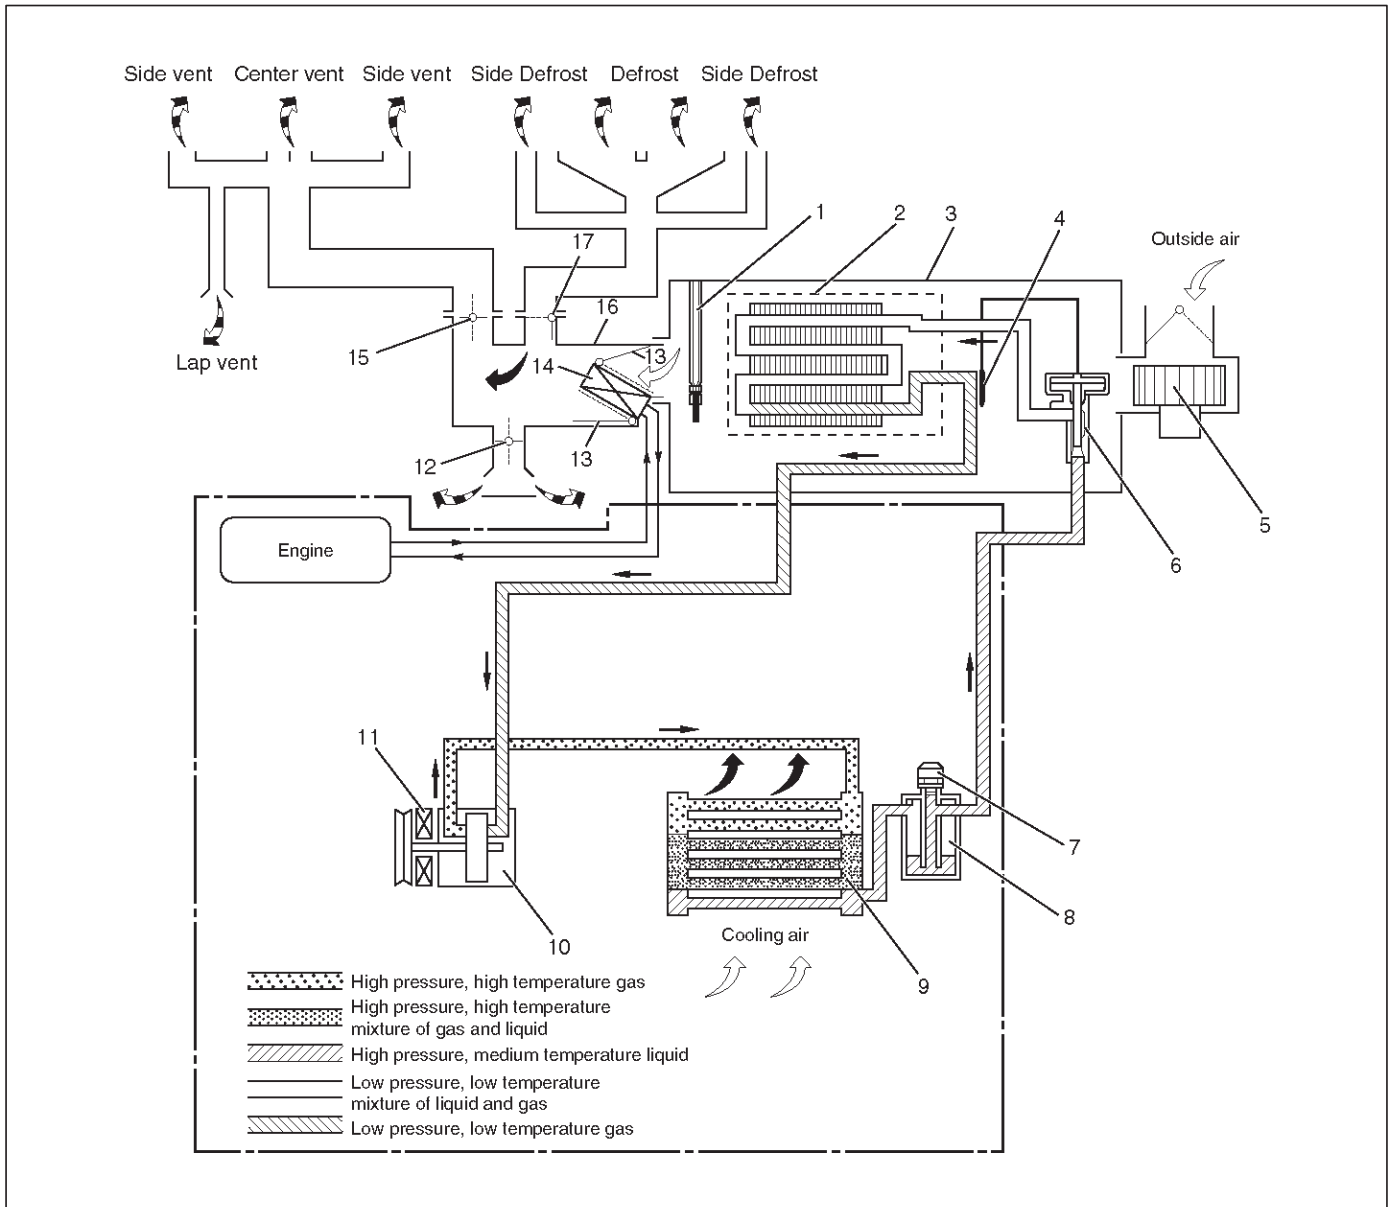 Side vent Center vent Side vent Side Defrost Defrost Side Defrost
1 2 3 4
Outside air
17
16
15
Lap vent
14 13
13
12
5
6
Engine
11
7
8
10
Cooling air
9
High pressure, high temperature gas
High pressure, high temperature
mixture of gas and liquid
High pressure, medium temperature liquid
Low pressure, low temperature
mixture of liquid and gas
Low pressure, low temperature gas